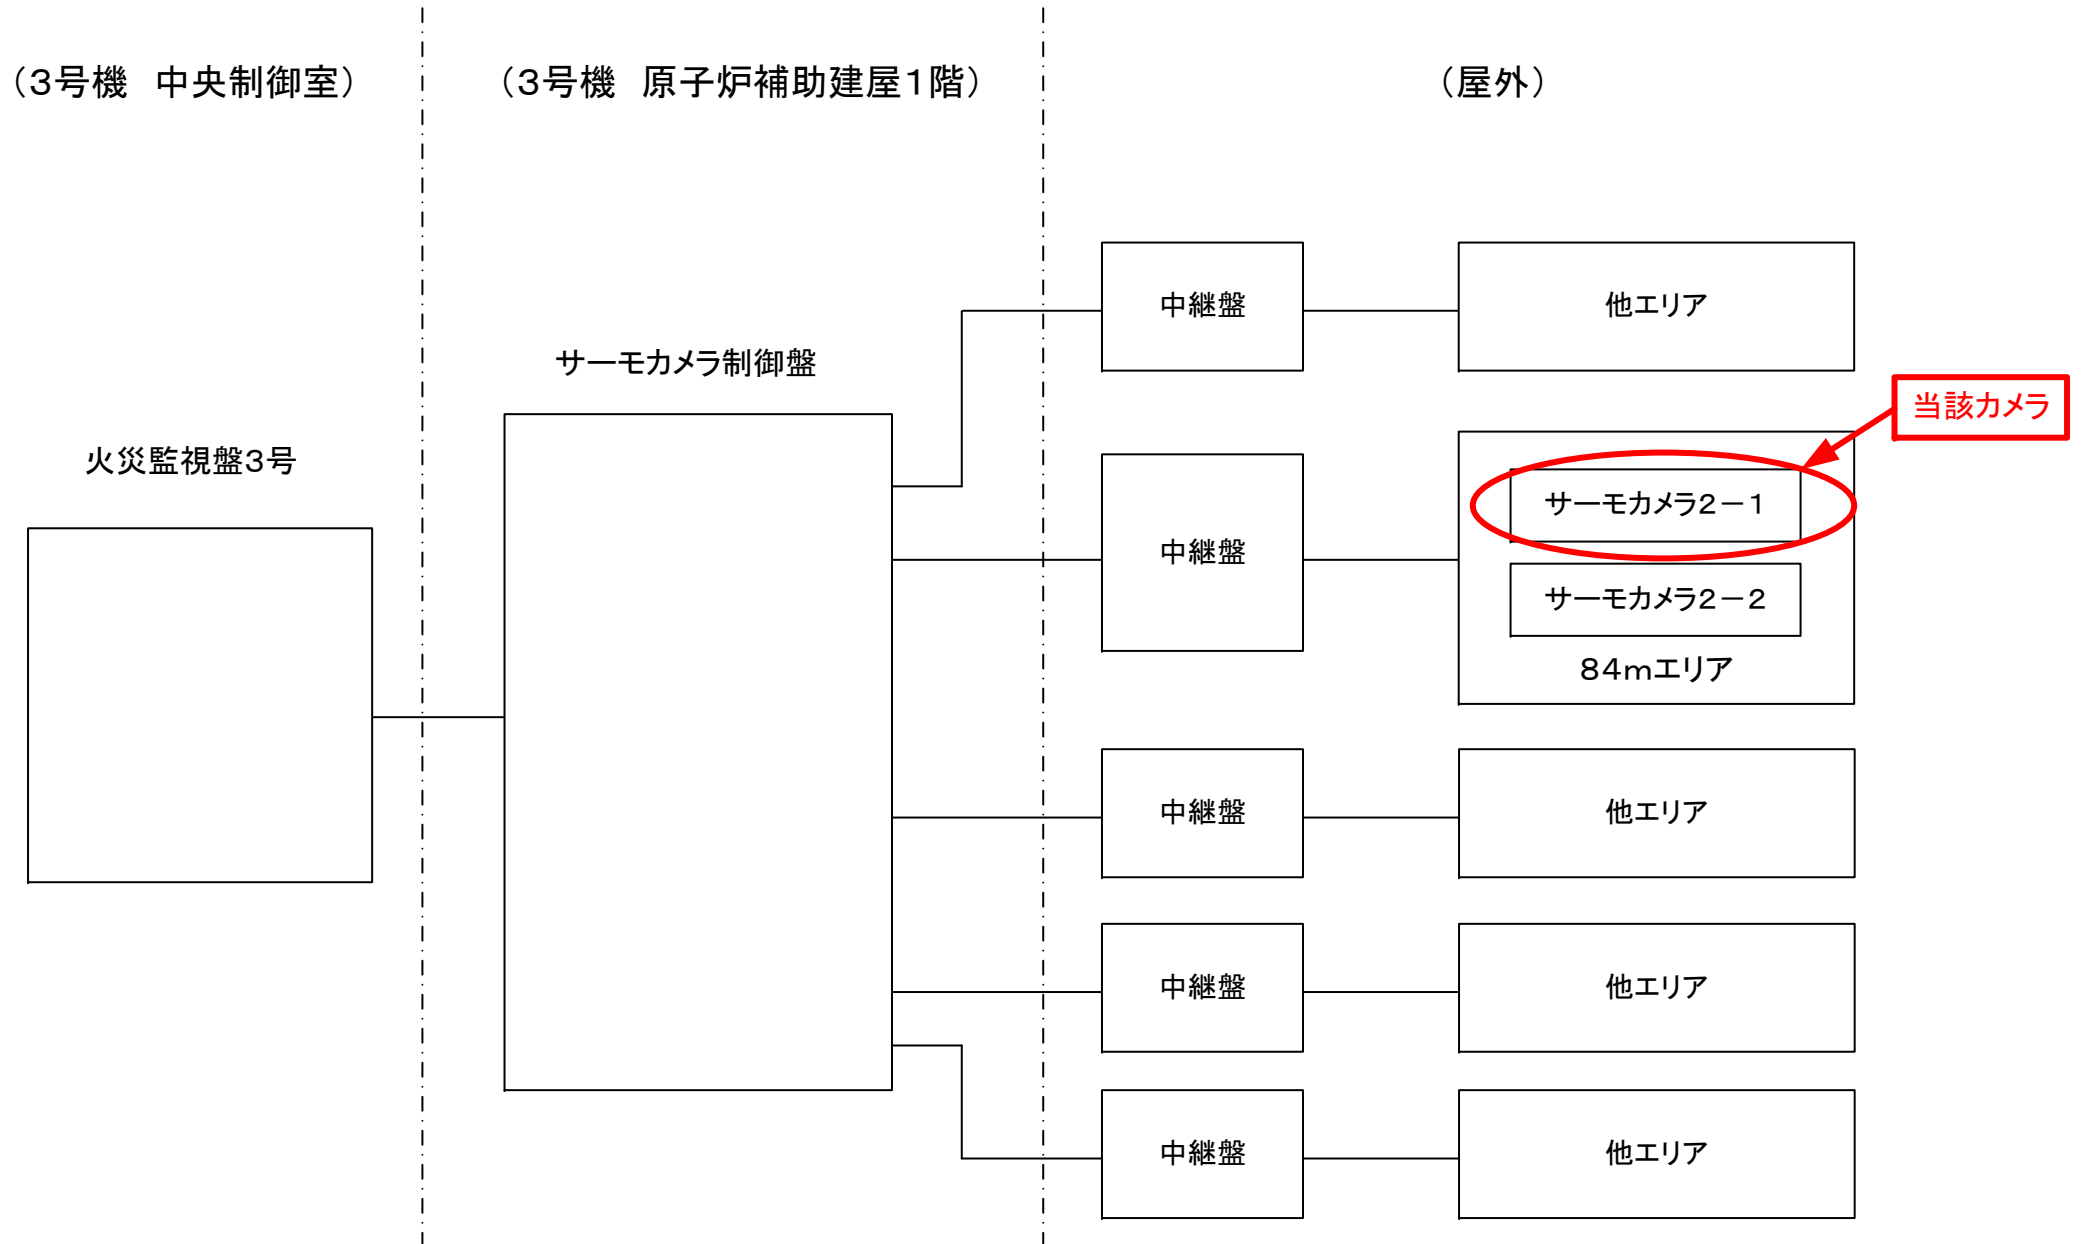 （3号機　中央制御室）
（3号機　原子炉補助建屋1階）
（屋外）
火災監視盤3号
サーモカメラ制御盤
中継盤
他エリア
当該カメラ
中継盤
サーモカメラ2－1
サーモカメラ2－2
84mエリア
中継盤
他エリア
中継盤
他エリア
中継盤
他エリア